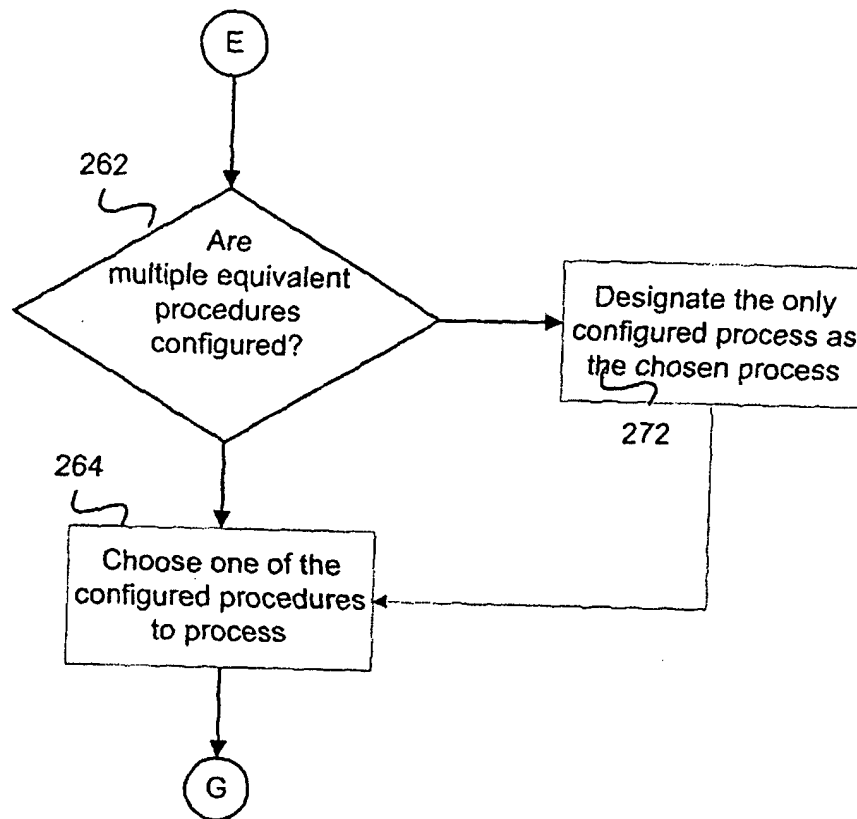 E
262
Are
multiple equivalent
procedures
configured?
Designate the only
configured process as
the chosen process
272
264
Choose one of the
configured procedures
to process
G